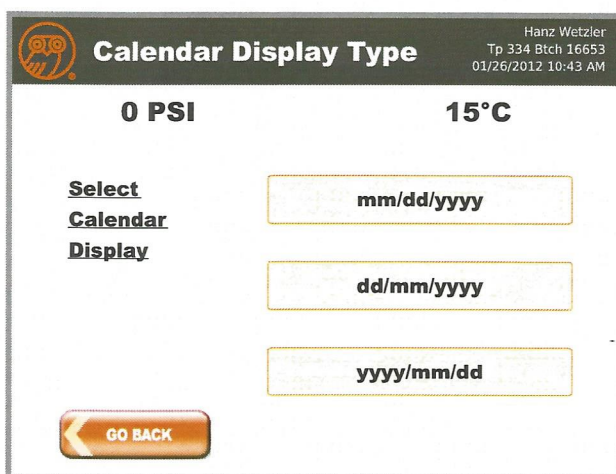 Calendar Display Type
Hanz Wetzler
Tp 334 Btch 16653
01/26/2012 10:43 AM
0 PSI
15°C
Select
Calendar
Display
mm/dd/yyyy
dd/mm/yyyy
yyyy/mm/dd
GO BACK